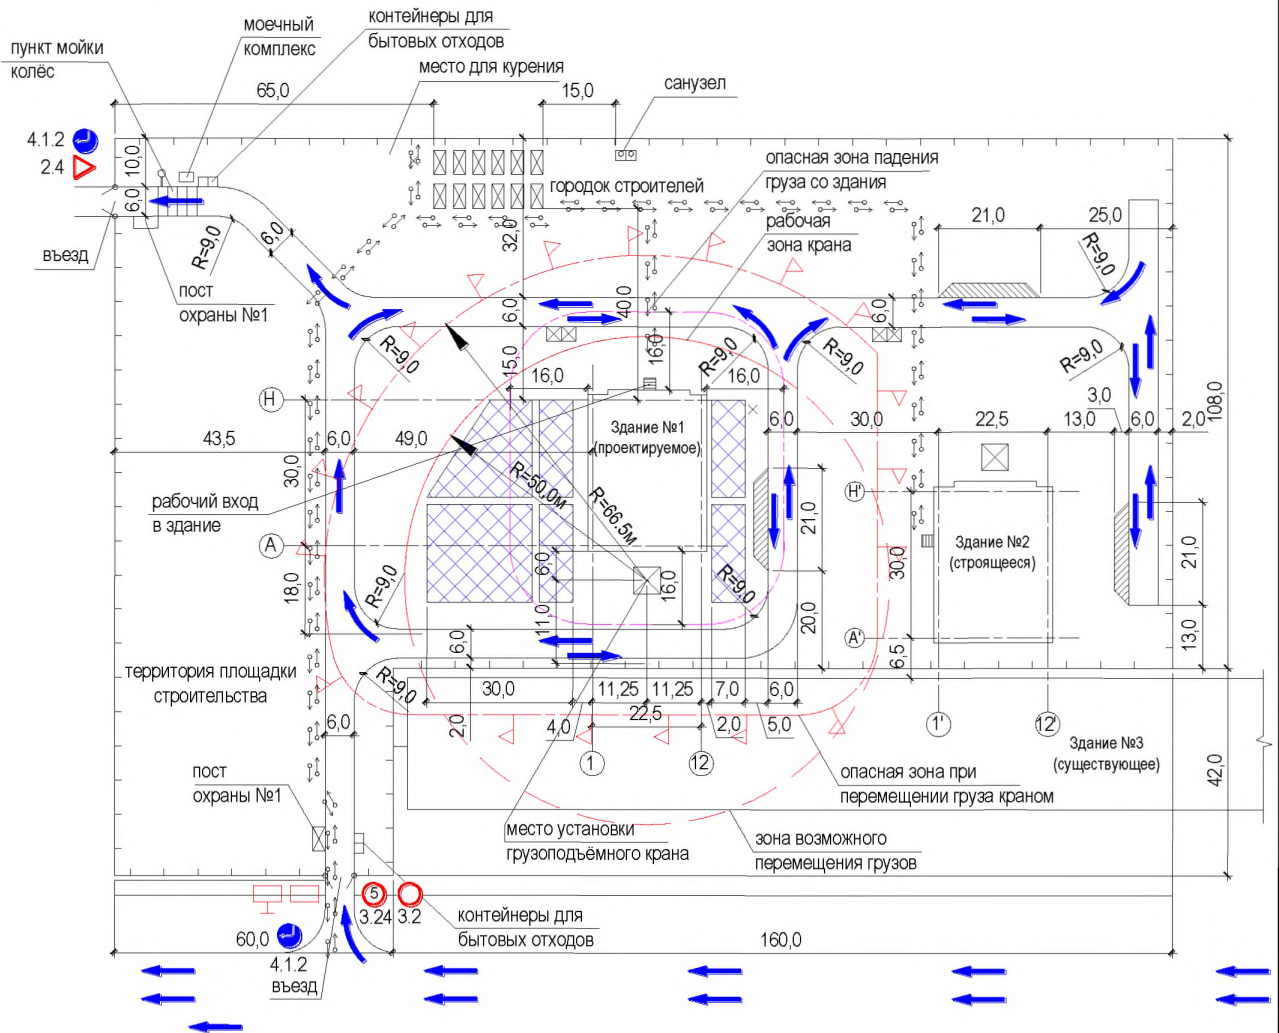 моечный
комплекс
контейнеры для
бытовых отходов
пункт мойки
колёс
место для курения
санузел
65,0
15,0
4.1.2
2.4
10,0
6,0
опасная зона падения
груза со здания
городок строителей
рабочая
зона крана
21,0
25,0
въезд
R=9,0
6,0
32,0
R=9,0
пост
охраны №1
6,0
40,0
6,0
15,0
16,0
R=9,0
R=9,0
R=9,0
R=9,0
108,0
16,0
16,0
3,0
Н
43,5
6,0
49,0
Здание №1
(проектируемое)
6,0
30,0
22,5
13,0
6,0
2,0
30,0
R=50.0м
R=66.5м
рабочий вход
в здание
21,0
Н'
А
Здание №2
(строящееся)
30,0
21,0
18,0
R=9,0
6,0
16,0
R=9,0
11,0
20,0
А'
13,0
6,0
6,5
территория площадки
строительства
R=9,0
30,0
11,25
11,25
7,0
6,0
6,0
2,0
4,0
22,5
2,0
5,0
1'
12'
1
12
Здание №3
(существующее)
42,0
пост
охраны №1
опасная зона при
перемещении груза краном
место установки
грузоподъёмного крана
зона возможного
перемещения грузов
5
3.24
3.2
контейнеры для
бытовых отходов
60,0
160,0
4.1.2
въезд